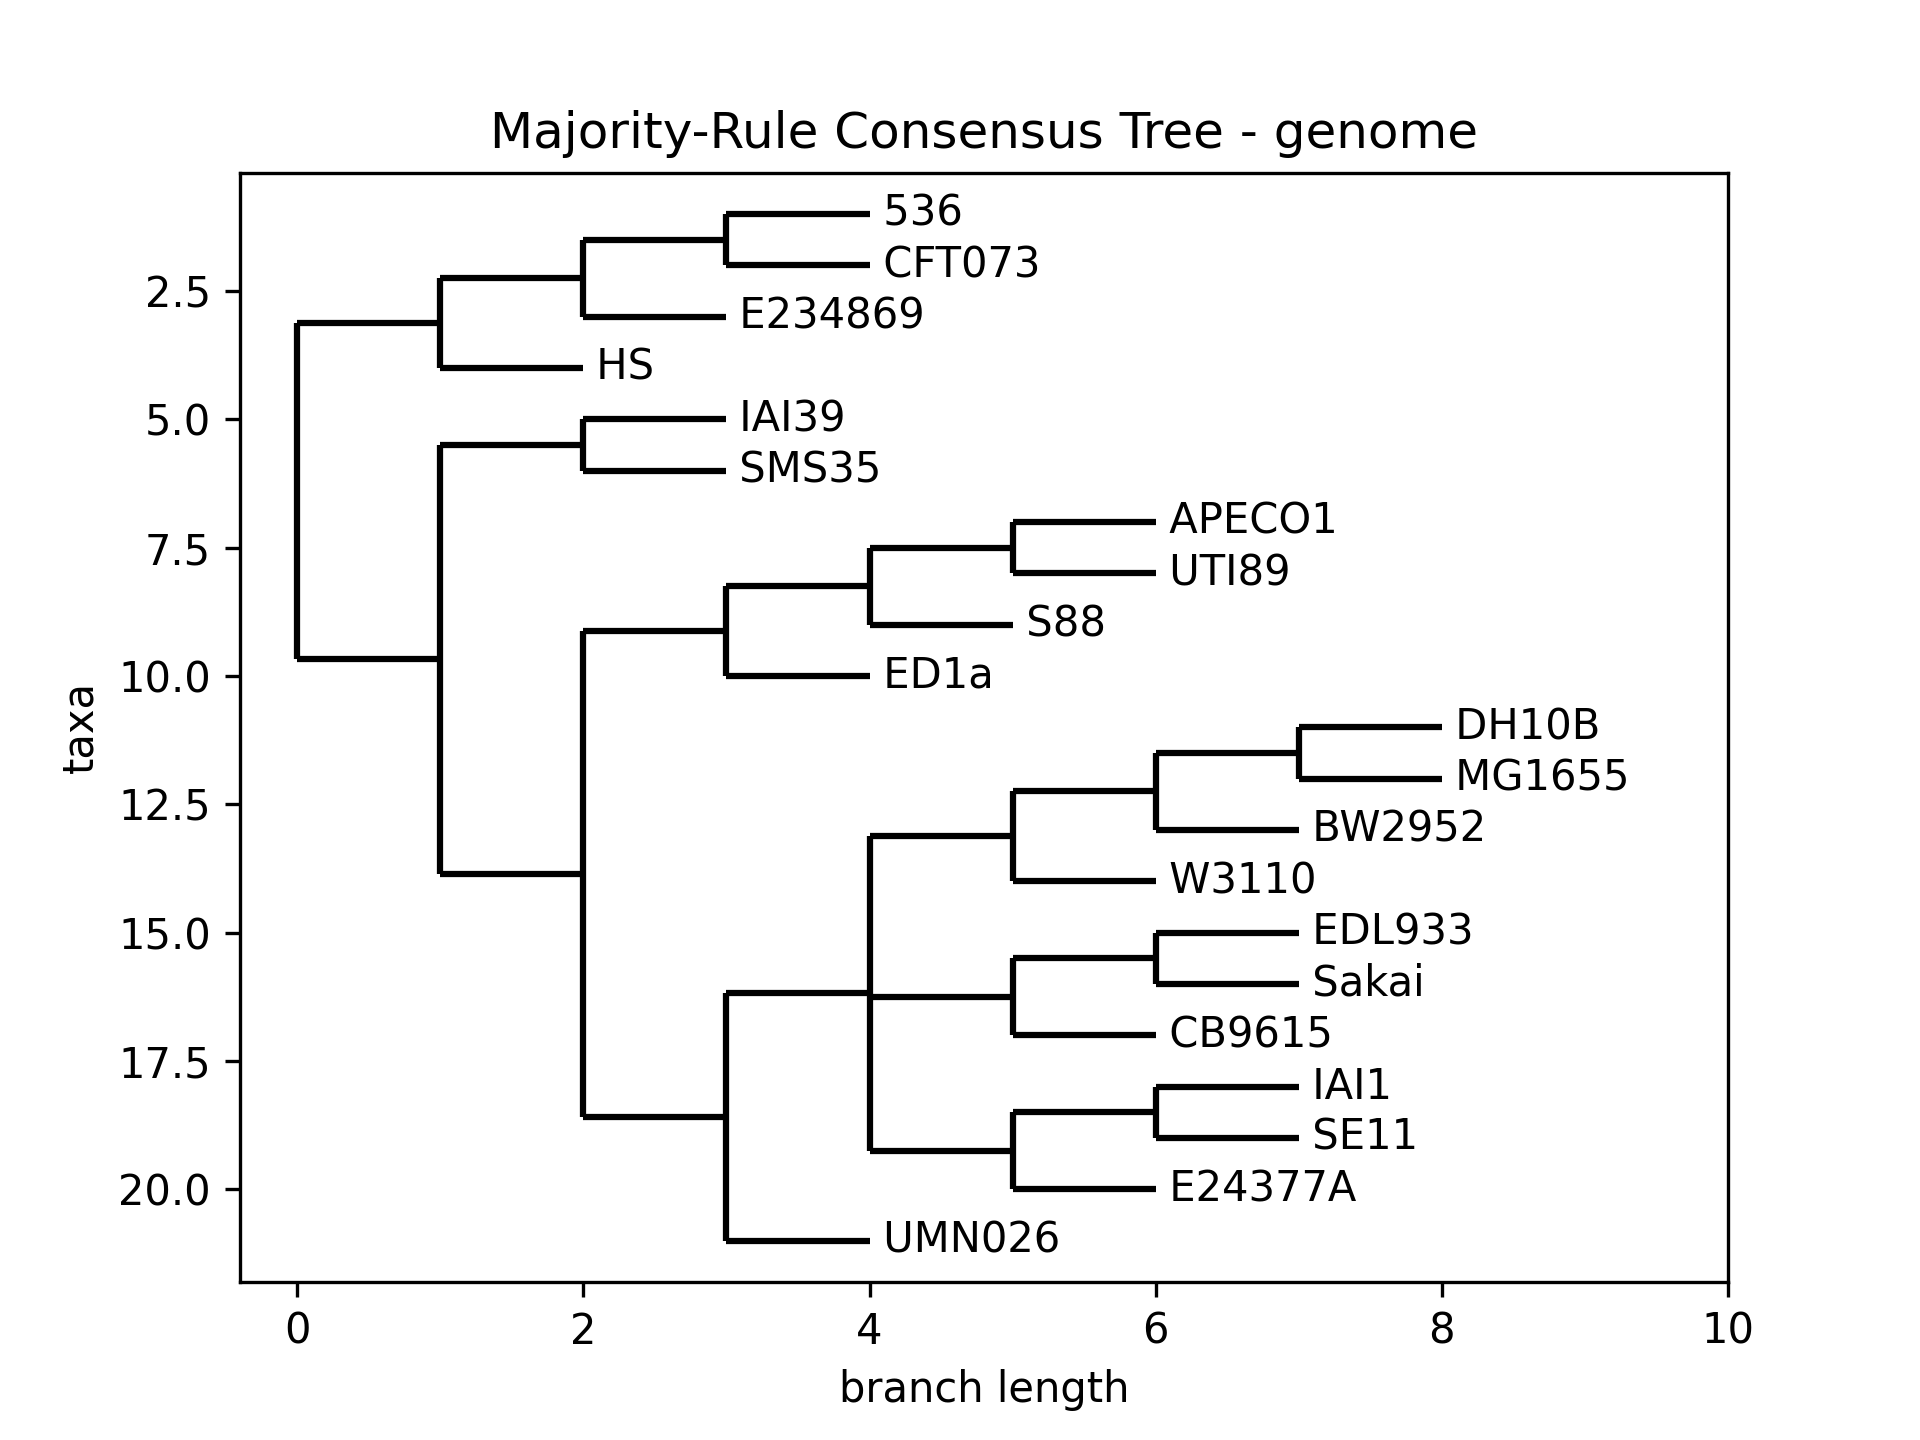 Majority-Rule Consensus Tree - genome
536
CFT073
2.5
E234869
HS
5.0
IAI39
SMS35
APECO1
7.5
UTI89
S88
10.0
ED1a
taxa
DH10B
MG1655
12.5
BW2952
W3110
15.0
EDL933
Sakai
CB9615
17.5
IAI1
SE11
20.0
E24377A
UMN026
0 2 4 6 8 10
branch length